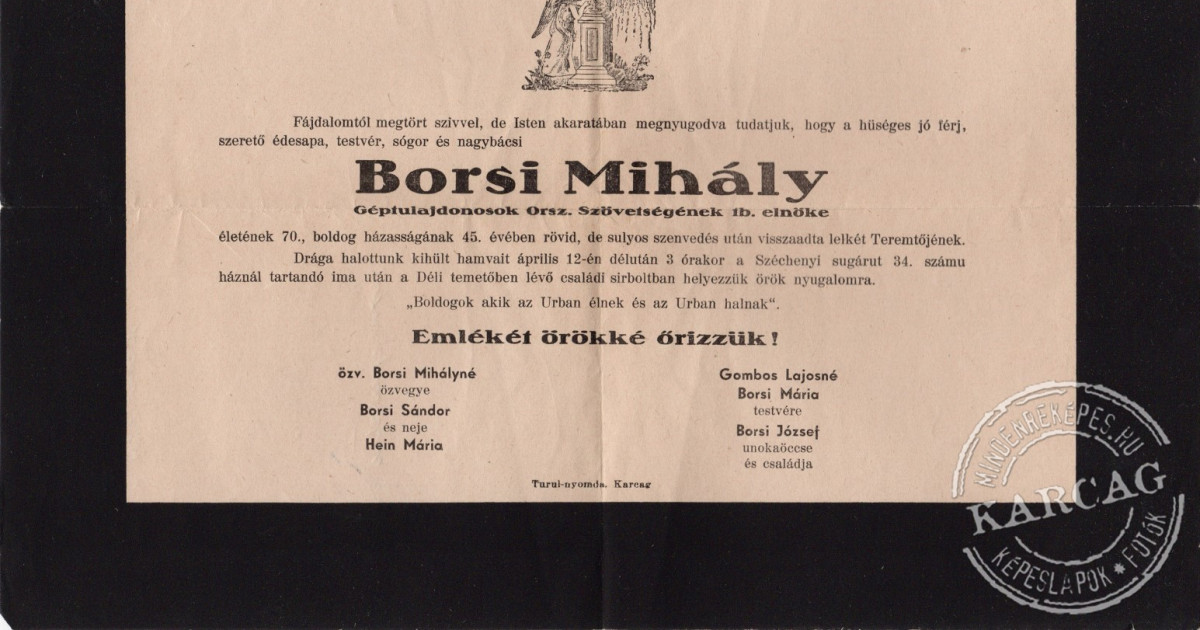 Fájdalomtól megtört szivvel, de Isten akaratában megnyugodva tudatjuk, hogy a hüséges jó férj,
szerető édesapa, testvér, sógor és nagybácsi
Borsi Mihály
Géptulajdonosok Orsz. Szövetségének tb. elnöke
életének 70., boldog házasságának 45. évében rövid, de sulyos szenvedés után visszaadta lelkét Teremtőjének.
Drága halottunk kihült hamvait április 12-én délután 3 órakor a Széchenyi sugárut 34. számu
háznál tartandó ima után a Déli temetőben lévő családi sirboltban helyezzük örök nyugalomra.
„Boldogok akik az Urban élnek és az Urban halnak“.
Emlékét örökké őrizzük!
özv. Borsi Mihályné
özvegye
Borsi Sándor
és neje
Hein Mária
Gombos Lajosné
Borsi Mária
testvére
Borsi József
unokaöccse
és családja
Turul-nyomda, Karcag
MINDENREKÉPES.HU
KARCAG
KÉPESLAPOK * FOTÓK